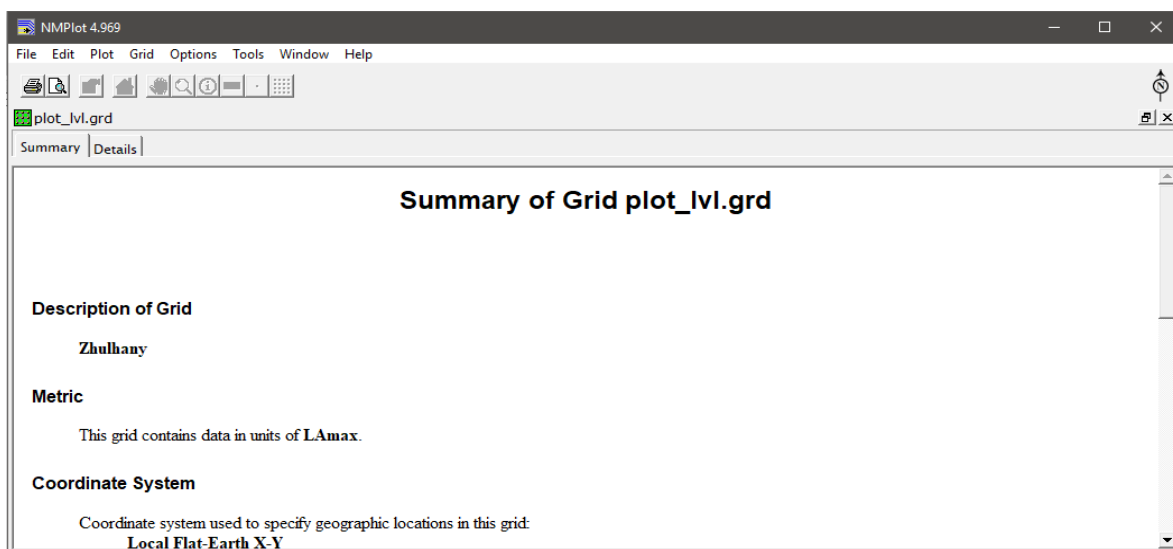 NMPlot 4.969
File Edit Plot Grid Options Tools Window Help
N
plot_lvl.grd
Summary Details
Summary of Grid plot_lvl.grd
Description of Grid
Zhulhany
Metric
This grid contains data in units of LAmax.
Coordinate System
Coordinate system used to specify geographic locations in this grid:
Local Flat-Earth X-Y